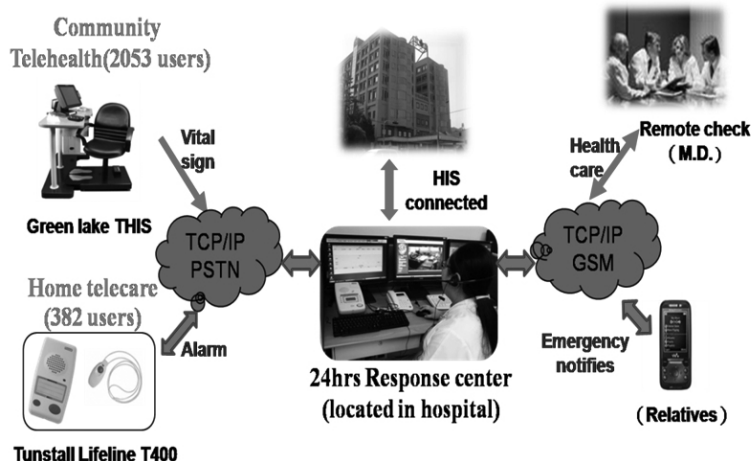 Community
Telehealth(2053 users)
Vital
sign
Green lake THIS
TCP/IP
PSTN
Home telecare
(382 users)
Alarm
Tunstall Lifeline T400
HIS
connected
24hrs Response center
(located in hospital)
TCP/IP
GSM
Health
care
Remote check
(M.D.)
Emergency
notifies
(Relatives)